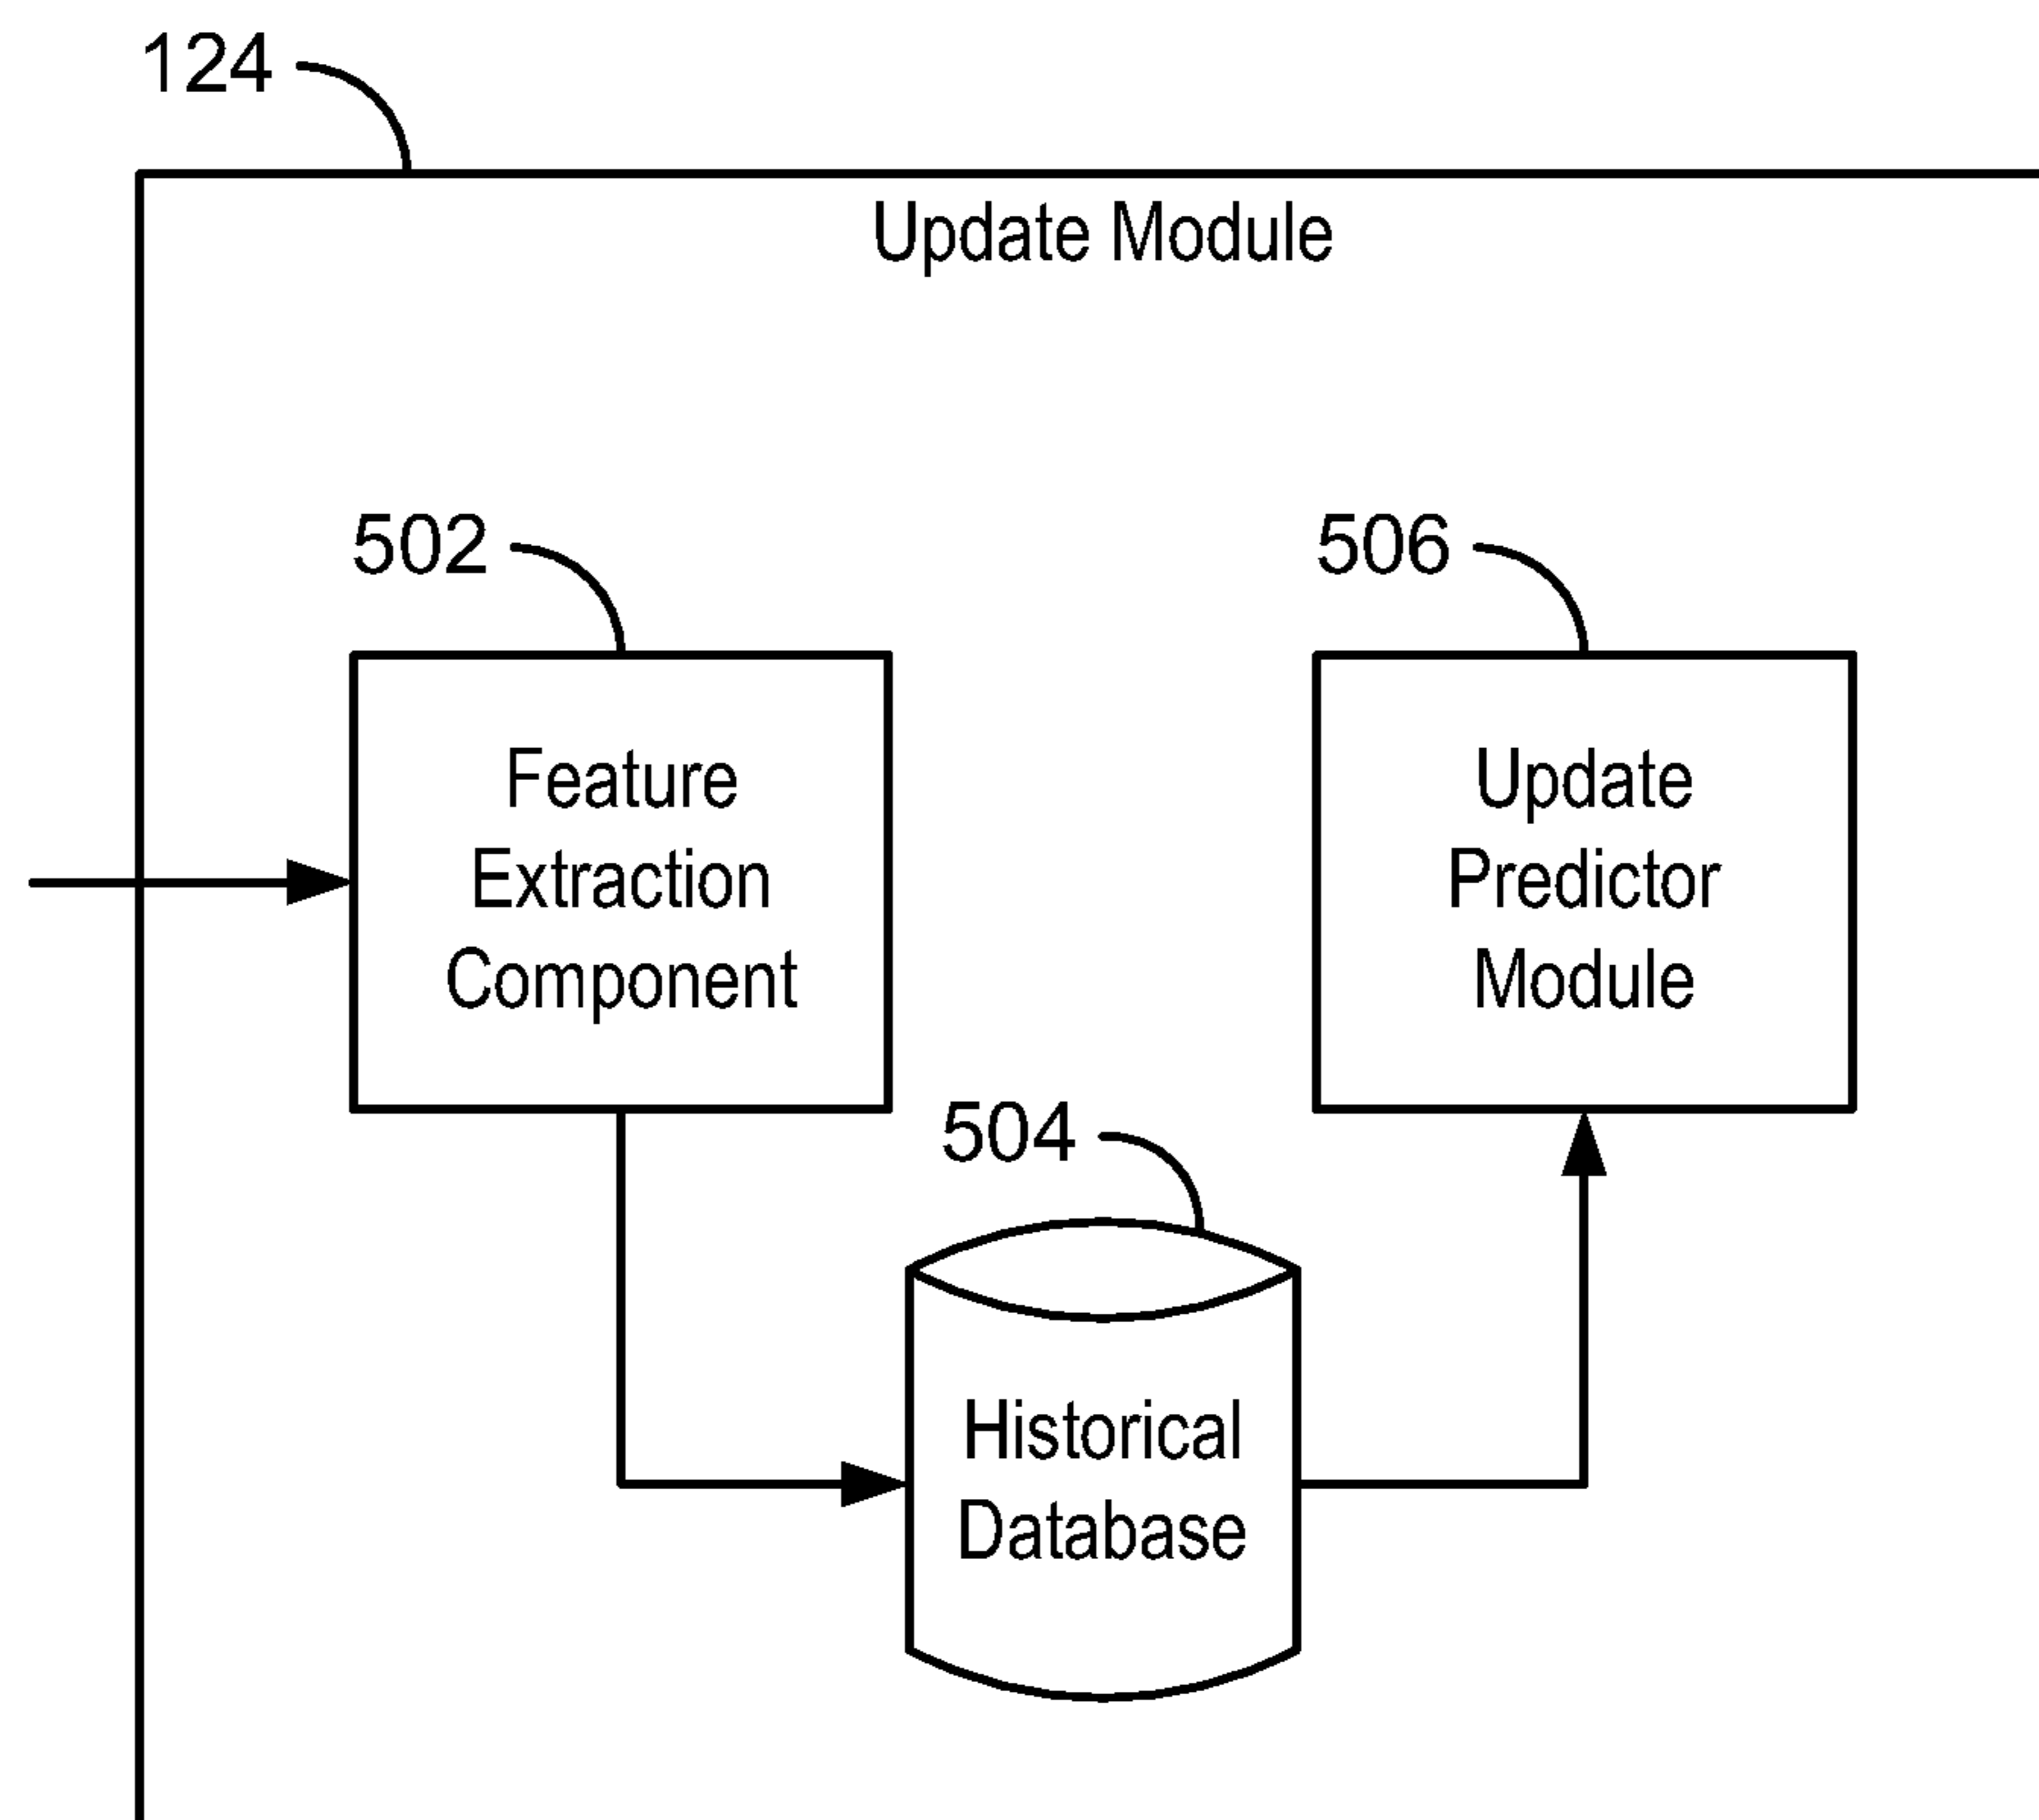 124
Update Module
502
506
Feature
Extraction
Component
Update
Predictor
Module
504
Historical
Database